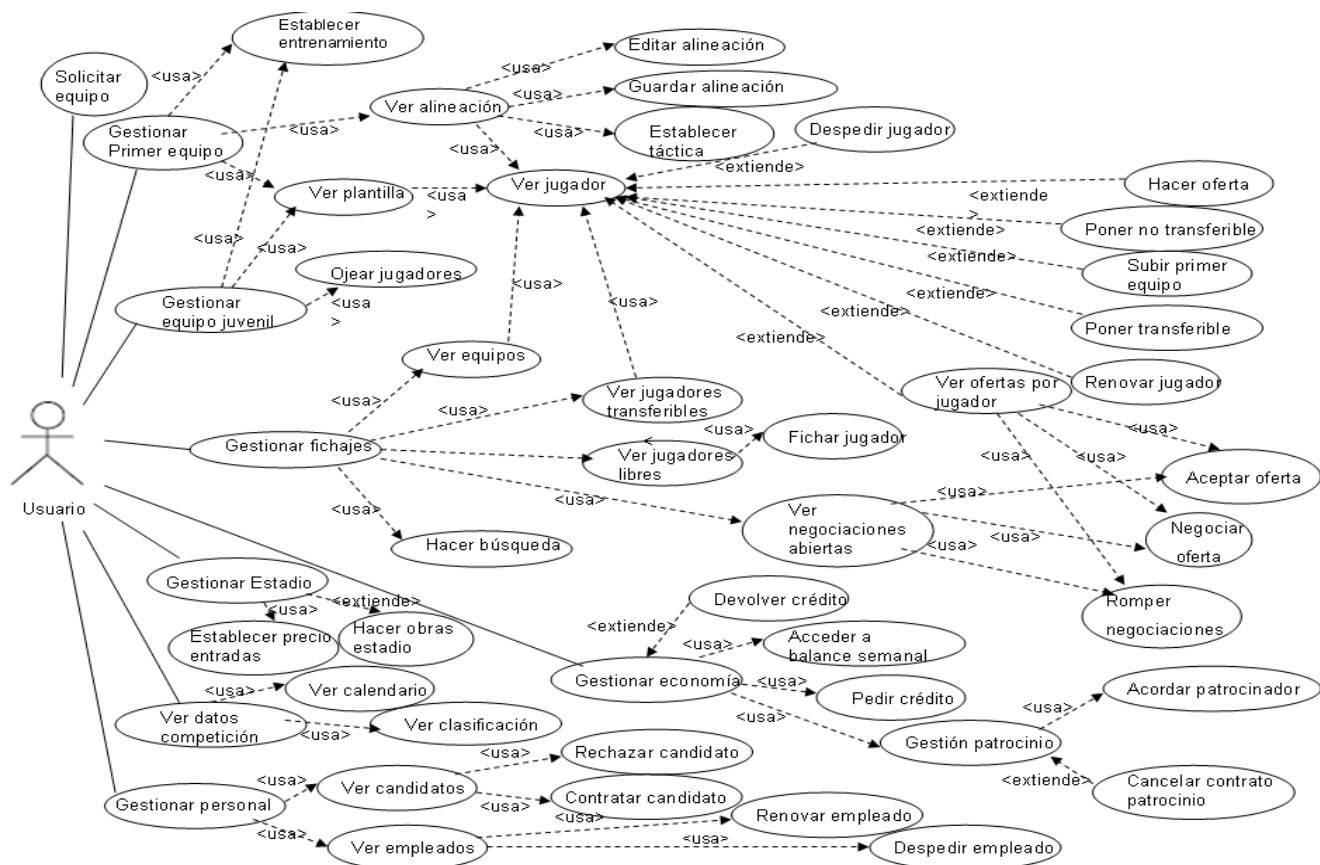 Establecer
entrenamiento
Editar alineación
<usa>
Solicitar
equipo
<usa>
<usa>
Guardar alineación
Ver alineación
Gestionar
Primer equipo
<usa>
<usa>
Establecer
táctica
Despedir jugador
<usa>
<extiende>
<usa>
Ver plantilla
<usa
>
Ver jugador
Hacer oferta
<extiende
>
Poner no transferible
<usa>
<usa>
<extiende>
<extiende>
Subir primer
equipo
Ojear jugadores
<usa
>
Gestionar
equipo juvenil
<usa>
<usa>
<extiende>
<extiende>
<extiende>
Poner transferible
Ver equipos
Renovar jugador
Ver ofertas por
jugador
<usa>
<usa>
Ver jugadores
transferibles
<usa>
<usa>
Gestionar fichajes
<
Ver jugadores
libres
Fichar jugador
<usa>
Aceptar oferta
<usa>
<usa>
<usa>
Ver
negociaciones
abiertas
Usuario
<usa>
<usa>
Negociar
oferta
Hacer búsqueda
Gestionar Estadio
<usa>
<extiende>
Devolver crédito
Romper
negociaciones
Establecer precio
entradas
Hacer obras
estadio
<extiende>
<usa>
Acceder a
balance semanal
Gestionar economía
<usa>
<usa>
Ver calendario
Pedir crédito
Acordar patrocinador
Ver datos
competición
<usa>
Ver clasificación
<usa>
<usa>
Gestión patrocinio
<usa>
Rechazar candidato
<extiende>
Cancelar contrato
patrocinio
Gestionar personal
<usa>
Ver candidatos
<usa>
Contratar candidato
<usa>
Renovar empleado
<usa>
Ver empleados
<usa>
Despedir empleado